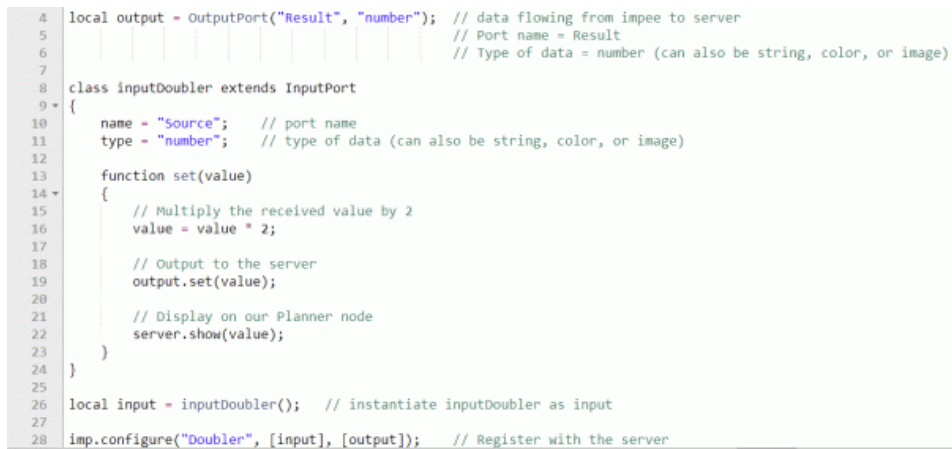 4 local output = OutputPort("Result", "number"); // data flowing from impee to server
5 // Port name = Result
6 // Type of data = number (can also be string, color, or image)
7
8 class inputDoubler extends InputPort
9 {
10 name = "Source"; // port name
11 type = "number"; // type of data (can also be string, color, or image)
12
13 function set(value)
14 {
15 // Multiply the received value by 2
16 value = value * 2;
17
18 // Output to the server
19 output.set(value);
20
21 // Display on our Planner node
22 server.show(value);
23 }
24 }
25
26 local input = inputDoubler(); // instantiate inputDoubler as input
27
28 imp.configure("Doubler", [input], [output]); // Register with the server